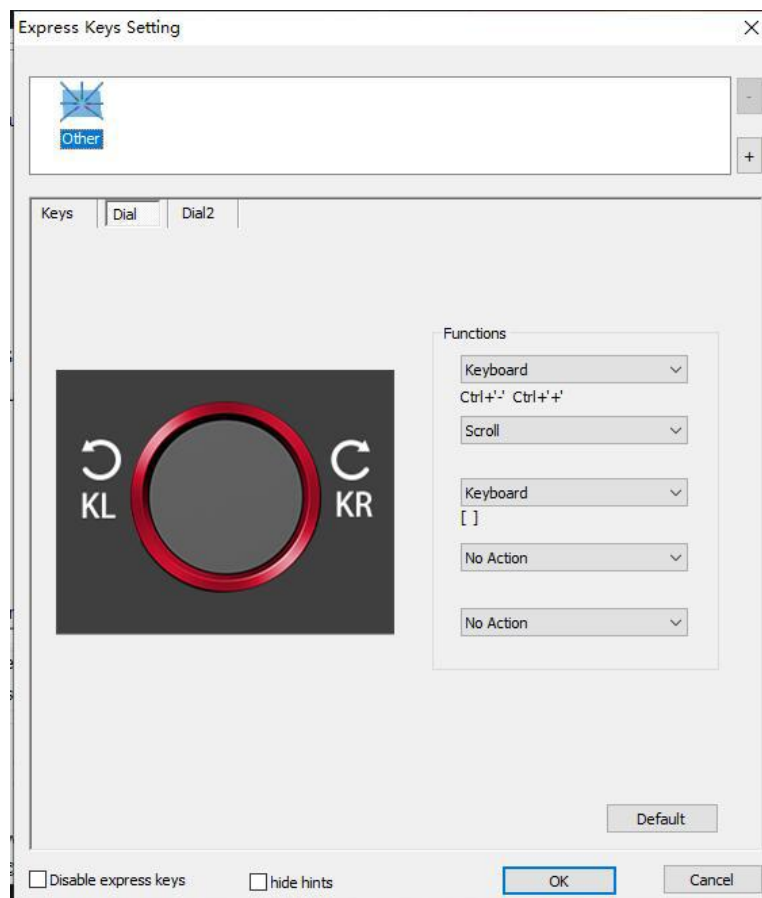 Express Keys Setting
Other
-
+
Keys Dial Dial2
Functions
Keyboard
Ctrl+'-' Ctrl+'+'
Scroll
KL KR
Keyboard
[ ]
No Action
No Action
Default
Disable express keys hide hints OK Cancel